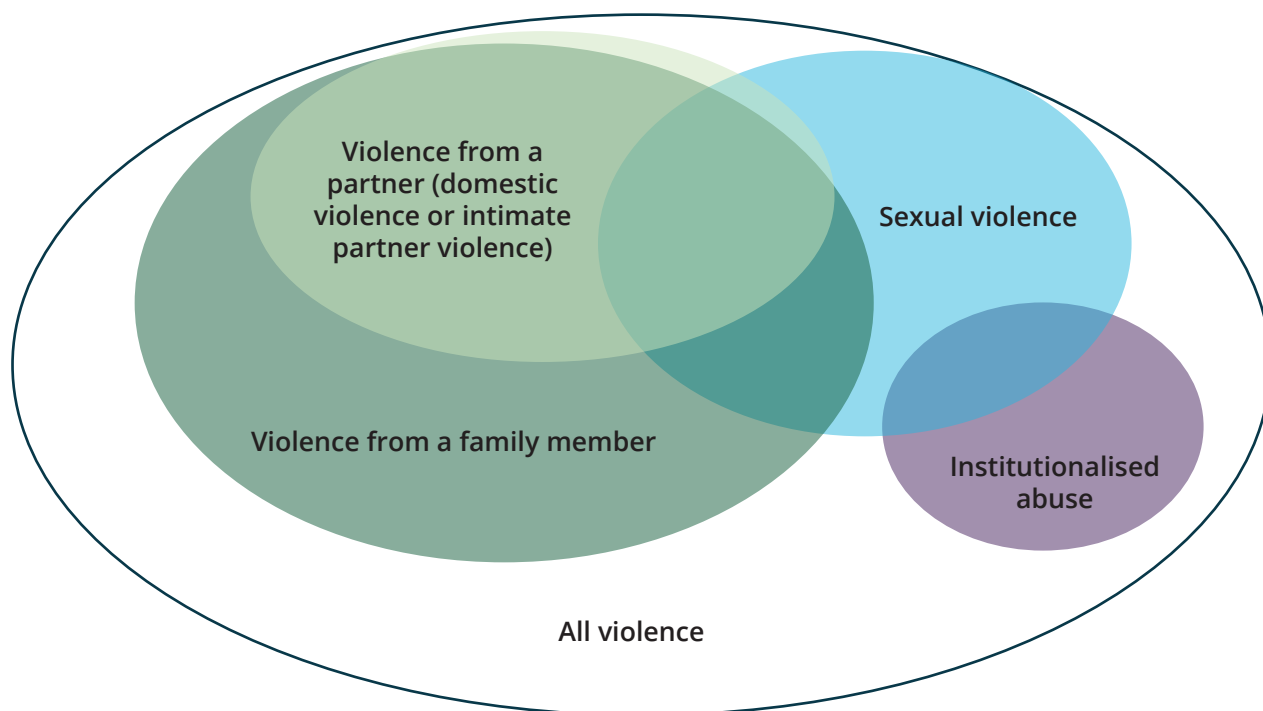 Violence from a
partner (domestic
violence or intimate
partner violence)
Sexual violence
Violence from a family member
Institutionalised
abuse
All violence